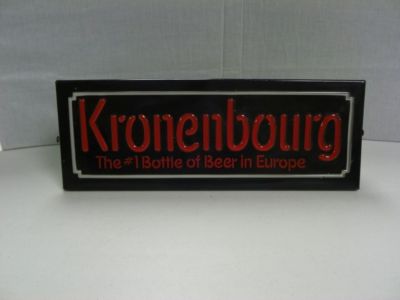 Kronenbourg
The #1 Bottle of Beer in Europe